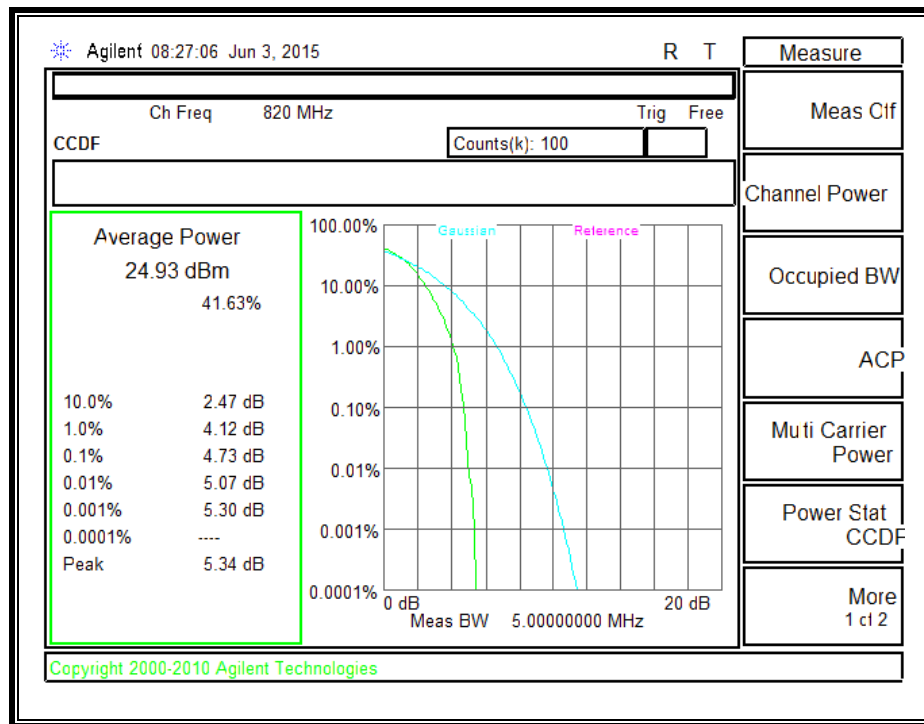 Agilent 08:27:06 Jun 3, 2015 R T
Measure
Ch Freq 820 MHz Trig Free
CCDF Counts(k): 100
Average Power
24.93 dBm
41.63%
10.0% 2.47 dB
1.0% 4.12 dB
0.1% 4.73 dB
0.01% 5.07 dB
0.001% 5.30 dB
0.0001% ----
Peak 5.34 dB
Gaussian Reference
100.00%
10.00%
1.00%
0.10%
0.01%
0.001%
0.0001%
0 dB 20 dB
Meas BW 5.00000000 MHz
Meas Off
Channel Power
Occupied BW
ACP
Multi Carrier
Power
Power Stat
CCDF
More
1 of 2
Copyright 2000-2010 Agilent Technologies